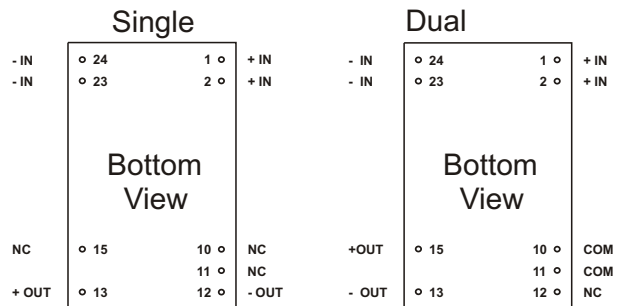 Single Dual
- IN 24 1 + IN - IN 24 1 + IN
- IN 23 2 + IN - IN 23 2 + IN
Bottom Bottom
View View
NC 15 10 NC +OUT 15 10 COM
11 NC 11 COM
+ OUT 13 12 - OUT - OUT 13 12 NC